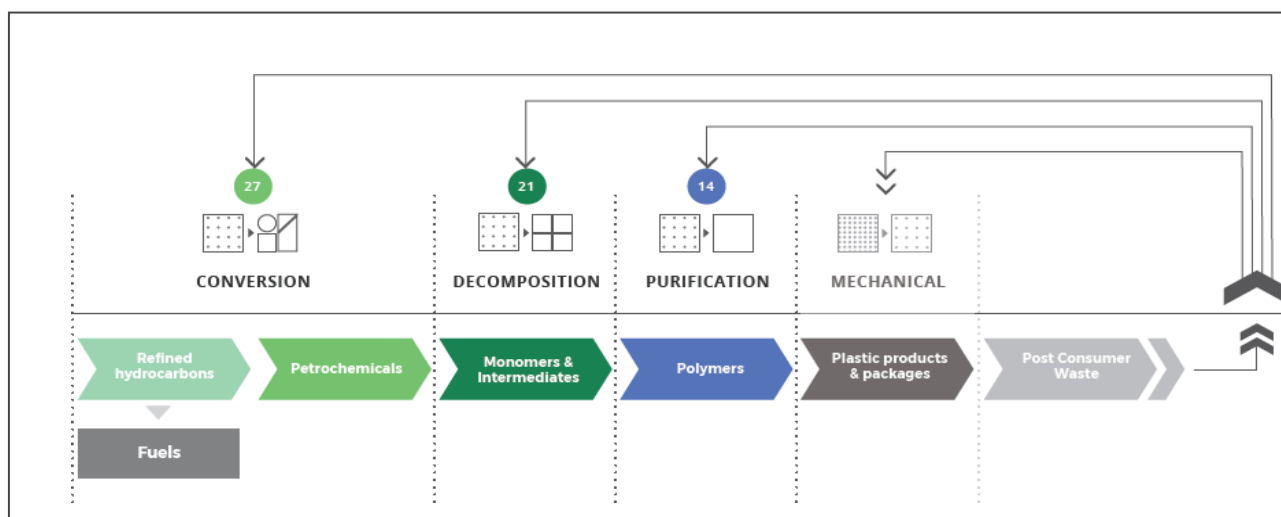 27
21
14
CONVERSION
DECOMPOSITION
PURIFICATION
MECHANICAL
Refined
hydrocarbons
Petrochemicals
Monomers &
Intermediates
Polymers
Plastic products
& packages
Post Consumer
Waste
Fuels